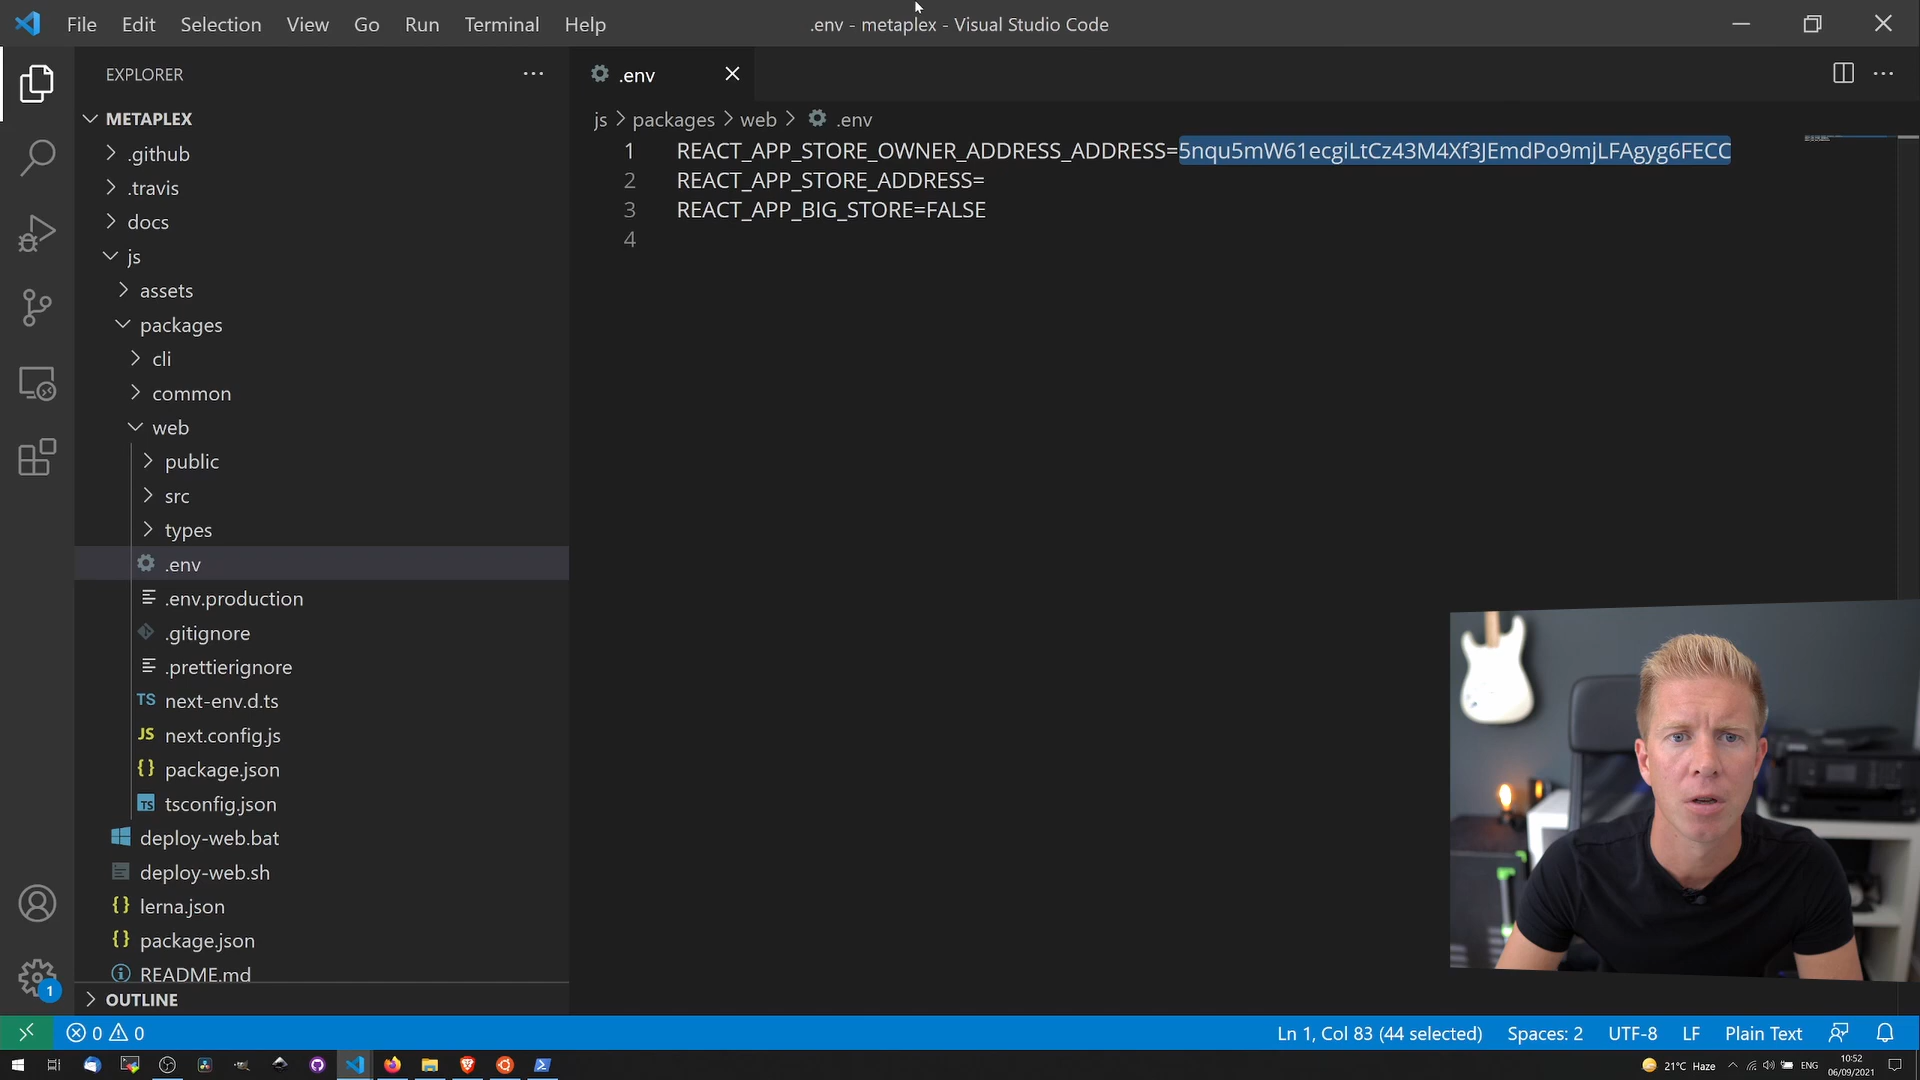 File Edit Selection View Go Run Terminal Help
.env - metaplex - Visual Studio Code
EXPLORER
METAPLEX
.github
.travis
docs
js
assets
packages
cli
common
web
public
src
types
.env
.env.production
.gitignore
.prettierignore
TS next-env.d.ts
JS next.config.js
{} package.json
TS tsconfig.json
deploy-web.bat
deploy-web.sh
{} lerna.json
{} package.json
README.md
OUTLINE
.env
js > packages > web > .env
1 REACT_APP_STORE_OWNER_ADDRESS_ADDRESS=5nqu5mW61ecgiLtCz43M4Xf3JEmdPo9mjLFAgyg6FECC
2 REACT_APP_STORE_ADDRESS=
3 REACT_APP_BIG_STORE=FALSE
4
1
0 0
Ln 1, Col 83 (44 selected) Spaces: 2 UTF-8 LF Plain Text
21°C Haze ENG 10:52
06/09/2021